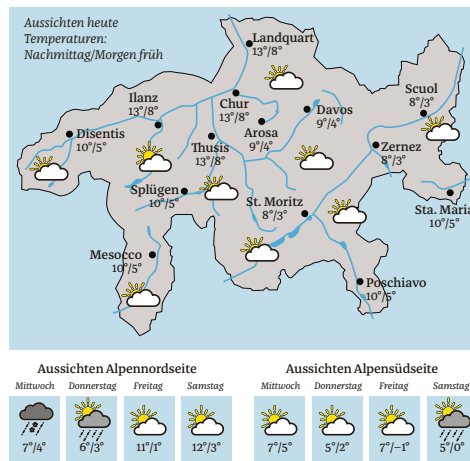 Aussichten heute
Temperaturen:
Nachmittag/Morgen früh
Landquart
13°/8°
Ilanz
13°/8°
Chur
13°/8°
Davos
9°/4°
Scuol
8°/3°
Disentis
10°/5°
Thusis
13°/8°
Arosa
9°/4°
Zernez
8°/3°
Splügen
10°/5°
St. Moritz
8°/3°
Sta. Maria
10°/5°
Mesocco
10°/5°
Poschiavo
10°/5°
Aussichten Alpennordseite
Mittwoch Donnerstag Freitag Samstag
7°/4° 6°/3° 11°/1° 12°/3°
Aussichten Alpensüdseite
Mittwoch Donnerstag Freitag Samstag
7°/5° 5°/2° 7°/–1° 5°/0°